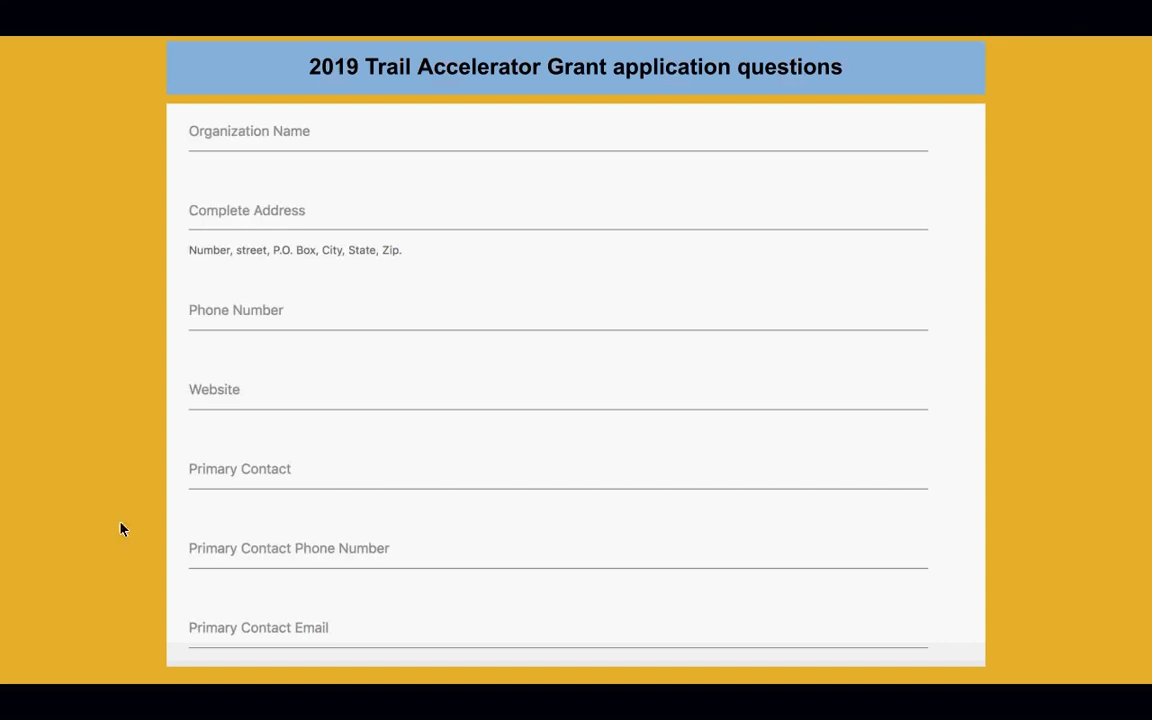 2019 Trail Accelerator Grant application questions
Organization Name
Complete Address
Number, street, P.O. Box, City, State, Zip.
Phone Number
Website
Primary Contact
Primary Contact Phone Number
Primary Contact Email